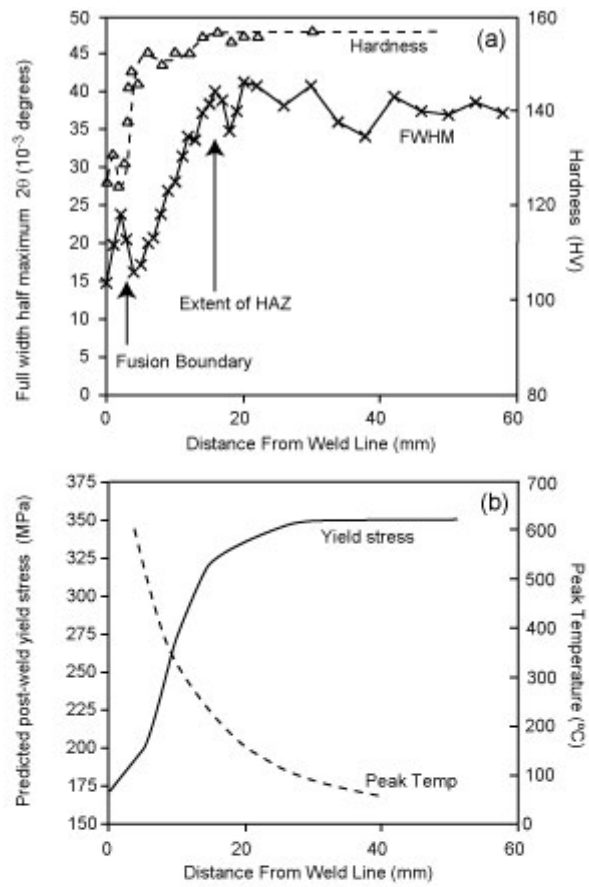 (a)
Full width half maximum 2θ (10⁻³ degrees)
50
45
40
35
30
25
20
15
10
5
0
Hardness
FWHM
Extent of HAZ
Fusion Boundary
160
140
120
100
80
Hardness (HV)
0 20 40 60
Distance From Weld Line (mm)
(b)
Predicted post-weld yield stress (MPa)
375
350
325
300
275
250
225
200
175
150
Yield stress
Peak Temp
700
600
500
400
300
200
100
0
Peak Temperature (ºC)
0 20 40 60
Distance From Weld Line (mm)